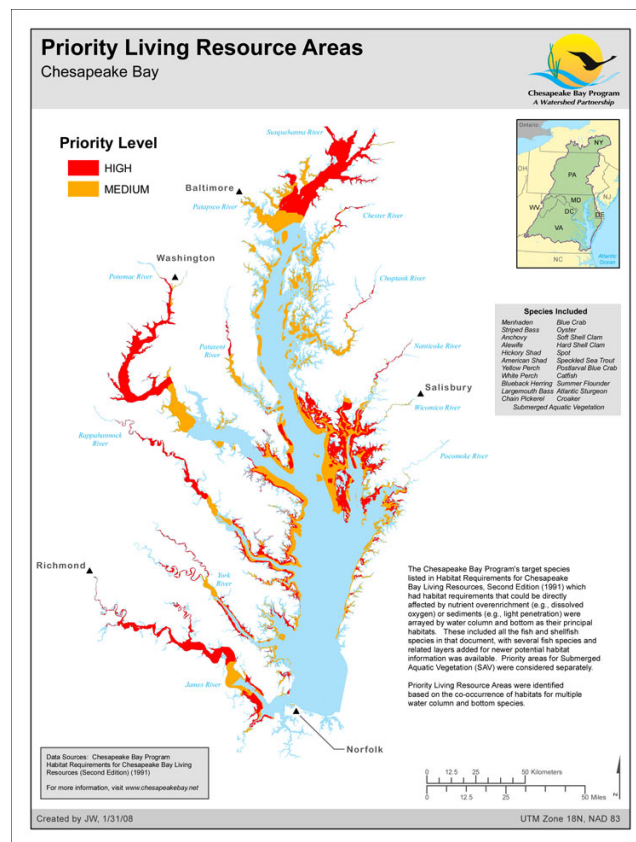 Priority Living Resource Areas
Chesapeake Bay
Chesapeake Bay Program
A Watershed Partnership
Priority Level
HIGH
MEDIUM
Susquehanna River
Baltimore
Patapsco River
Chester River
Washington
Potomac River
Choptank River
Patuxent
River
Nanticoke River
Salisbury
Wicomico River
Rappahannock
River
Pocomoke River
Richmond
York
River
James River
Norfolk
Ontario
NY
OH
PA
NJ
MD
WV
DC
DE
VA
NC
Atlantic
Ocean
Species Included
Menhaden Blue Crab
Striped Bass Oyster
Anchovy Soft Shell Clam
Alewife Hard Shell Clam
Hickory Shad Spot
American Shad Speckled Sea Trout
Yellow Perch Postlarval Blue Crab
White Perch Catfish
Blueback Herring Summer Flounder
Largemouth Bass Atlantic Sturgeon
Chain Pickerel Croaker
Submerged Aquatic Vegetation
The Chesapeake Bay Program's target species
listed in Habitat Requirements for Chesapeake
Bay Living Resources, Second Edition (1991) which
had habitat requirements that could be directly
affected by nutrient overenrichment (e.g., dissolved
oxygen) or sediments (e.g., light penetration) were
arrayed by water column and bottom as their principal
habitats. These included all the fish and shellfish
species in that document, with several fish species and
related layers added for newer potential habitat
information was available. Priority areas for Submerged
Aquatic Vegetation (SAV) were considered separately.
Priority Living Resource Areas were identified
based on the co-occurrence of habitats for multiple
water column and bottom species.
Data Sources: Chesapeake Bay Program
Habitat Requirements for Chesapeake Bay Living
Resources (Second Edition) (1991)
For more information, visit www.chesapeakebay.net
0 12.5 25 50 Kilometers
0 12.5 25 50 Miles
N
Created by JW, 1/31/08
UTM Zone 18N, NAD 83